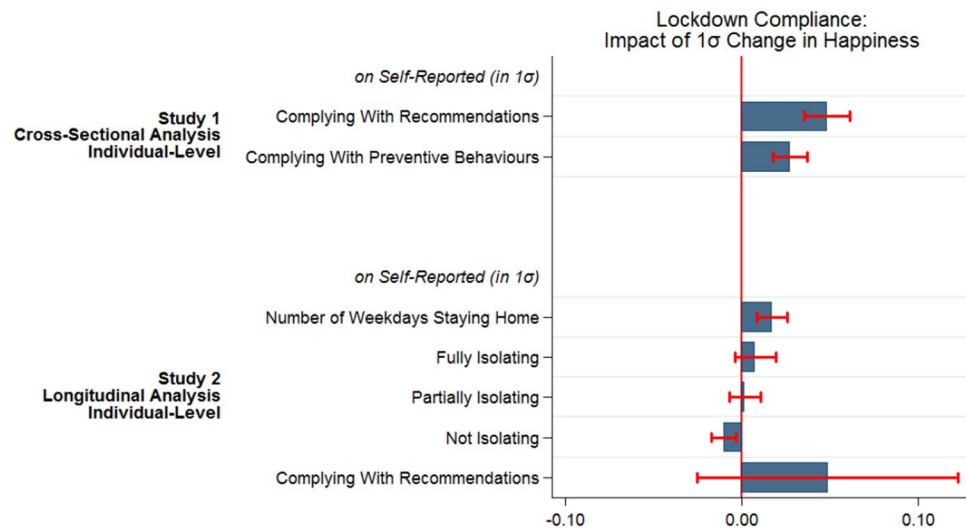 Lockdown Compliance:
Impact of 1σ Change in Happiness
on Self-Reported (in 1σ)
Study 1
Cross-Sectional Analysis
Individual-Level
Complying With Recommendations
Complying With Preventive Behaviours
on Self-Reported (in 1σ)
Number of Weekdays Staying Home
Fully Isolating
Study 2
Longitudinal Analysis
Individual-Level
Partially Isolating
Not Isolating
Complying With Recommendations
-0.10 0.00 0.10